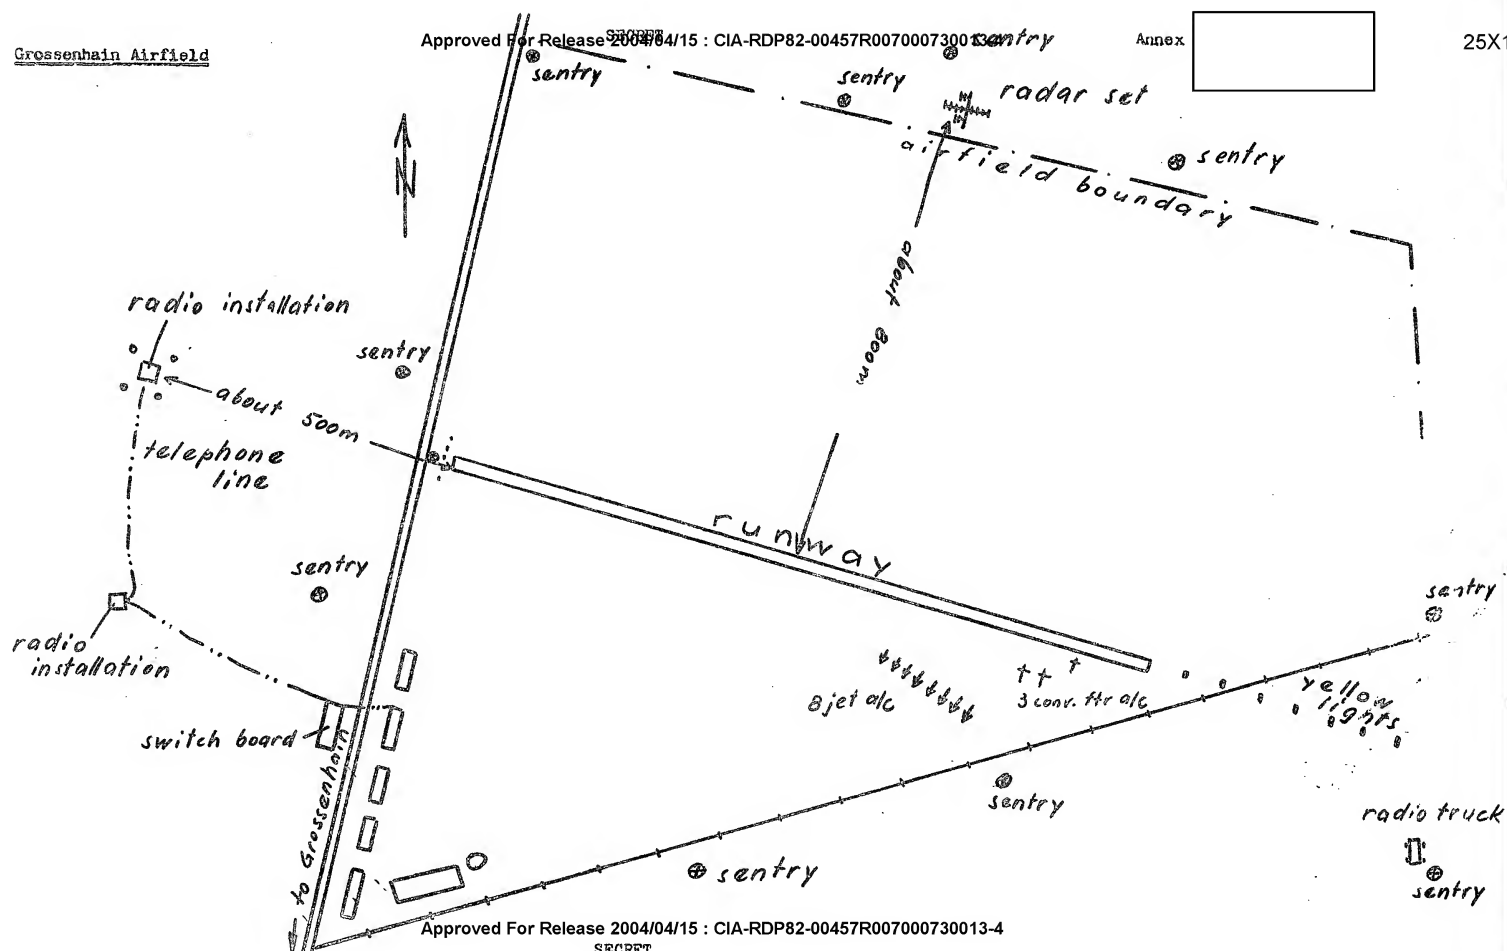 Grossenhain Airfield
SECRET
Approved For Release 2004/04/15 : CIA-RDP82-00457R007000730013-4
Annex
25X1
sentry
sentry
sentry
radar set
sentry
airfield boundary
about 800m
radio installation
sentry
about 500m
telephone
line
runway
sentry
sentry
radio
installation
8 jet a/c
3 conv. ftr a/c
yellow
lights
switch board
to Grossenhain
sentry
radio truck
sentry
sentry
Approved For Release 2004/04/15 : CIA-RDP82-00457R007000730013-4
SECRET